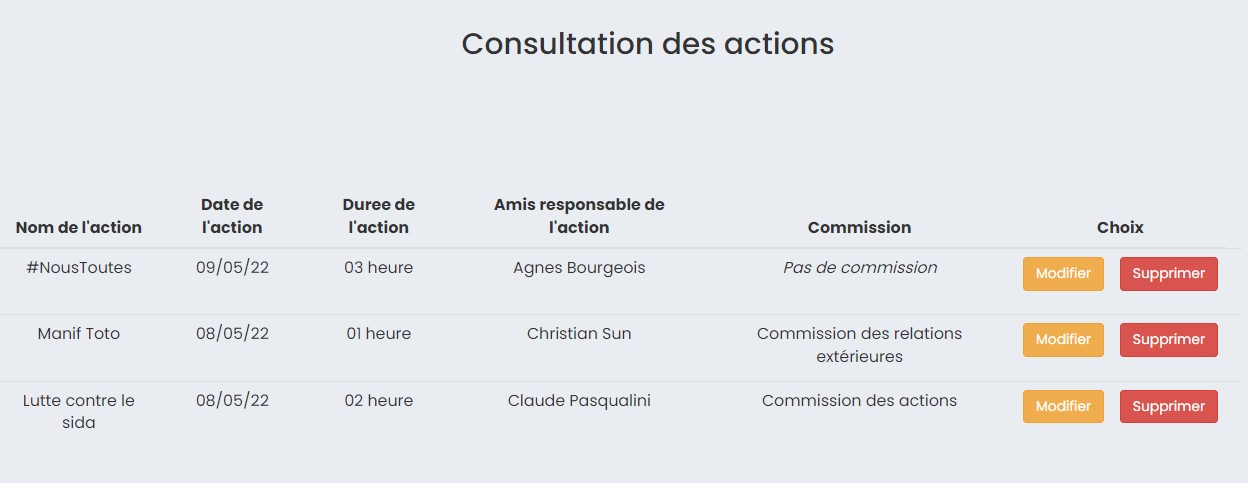 Consultation des actions
Nom de l'action
Date de
l'action
Duree de
l'action
Amis responsable de
l'action
Commission
Choix
#NousToutes
09/05/22
03 heure
Agnes Bourgeois
Pas de commission
Modifier
Supprimer
Manif Toto
08/05/22
01 heure
Christian Sun
Commission des relations
extérieures
Modifier
Supprimer
Lutte contre le
sida
08/05/22
02 heure
Claude Pasqualini
Commission des actions
Modifier
Supprimer